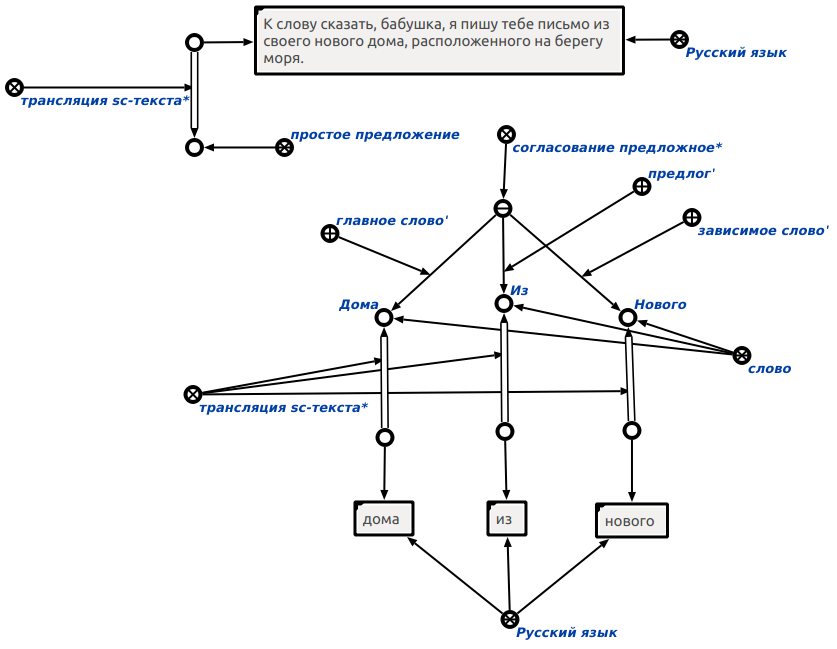 К слову сказать, бабушка, я пишу тебе письмо из
своего нового дома, расположенного на берегу
моря.
Русский язык
трансляция sc-текста*
простое предложение
согласование предложное*
предлог'
главное слово'
зависимое слово'
Дома
Из
Нового
слово
трансляция sc-текста*
дома
из
нового
Русский язык